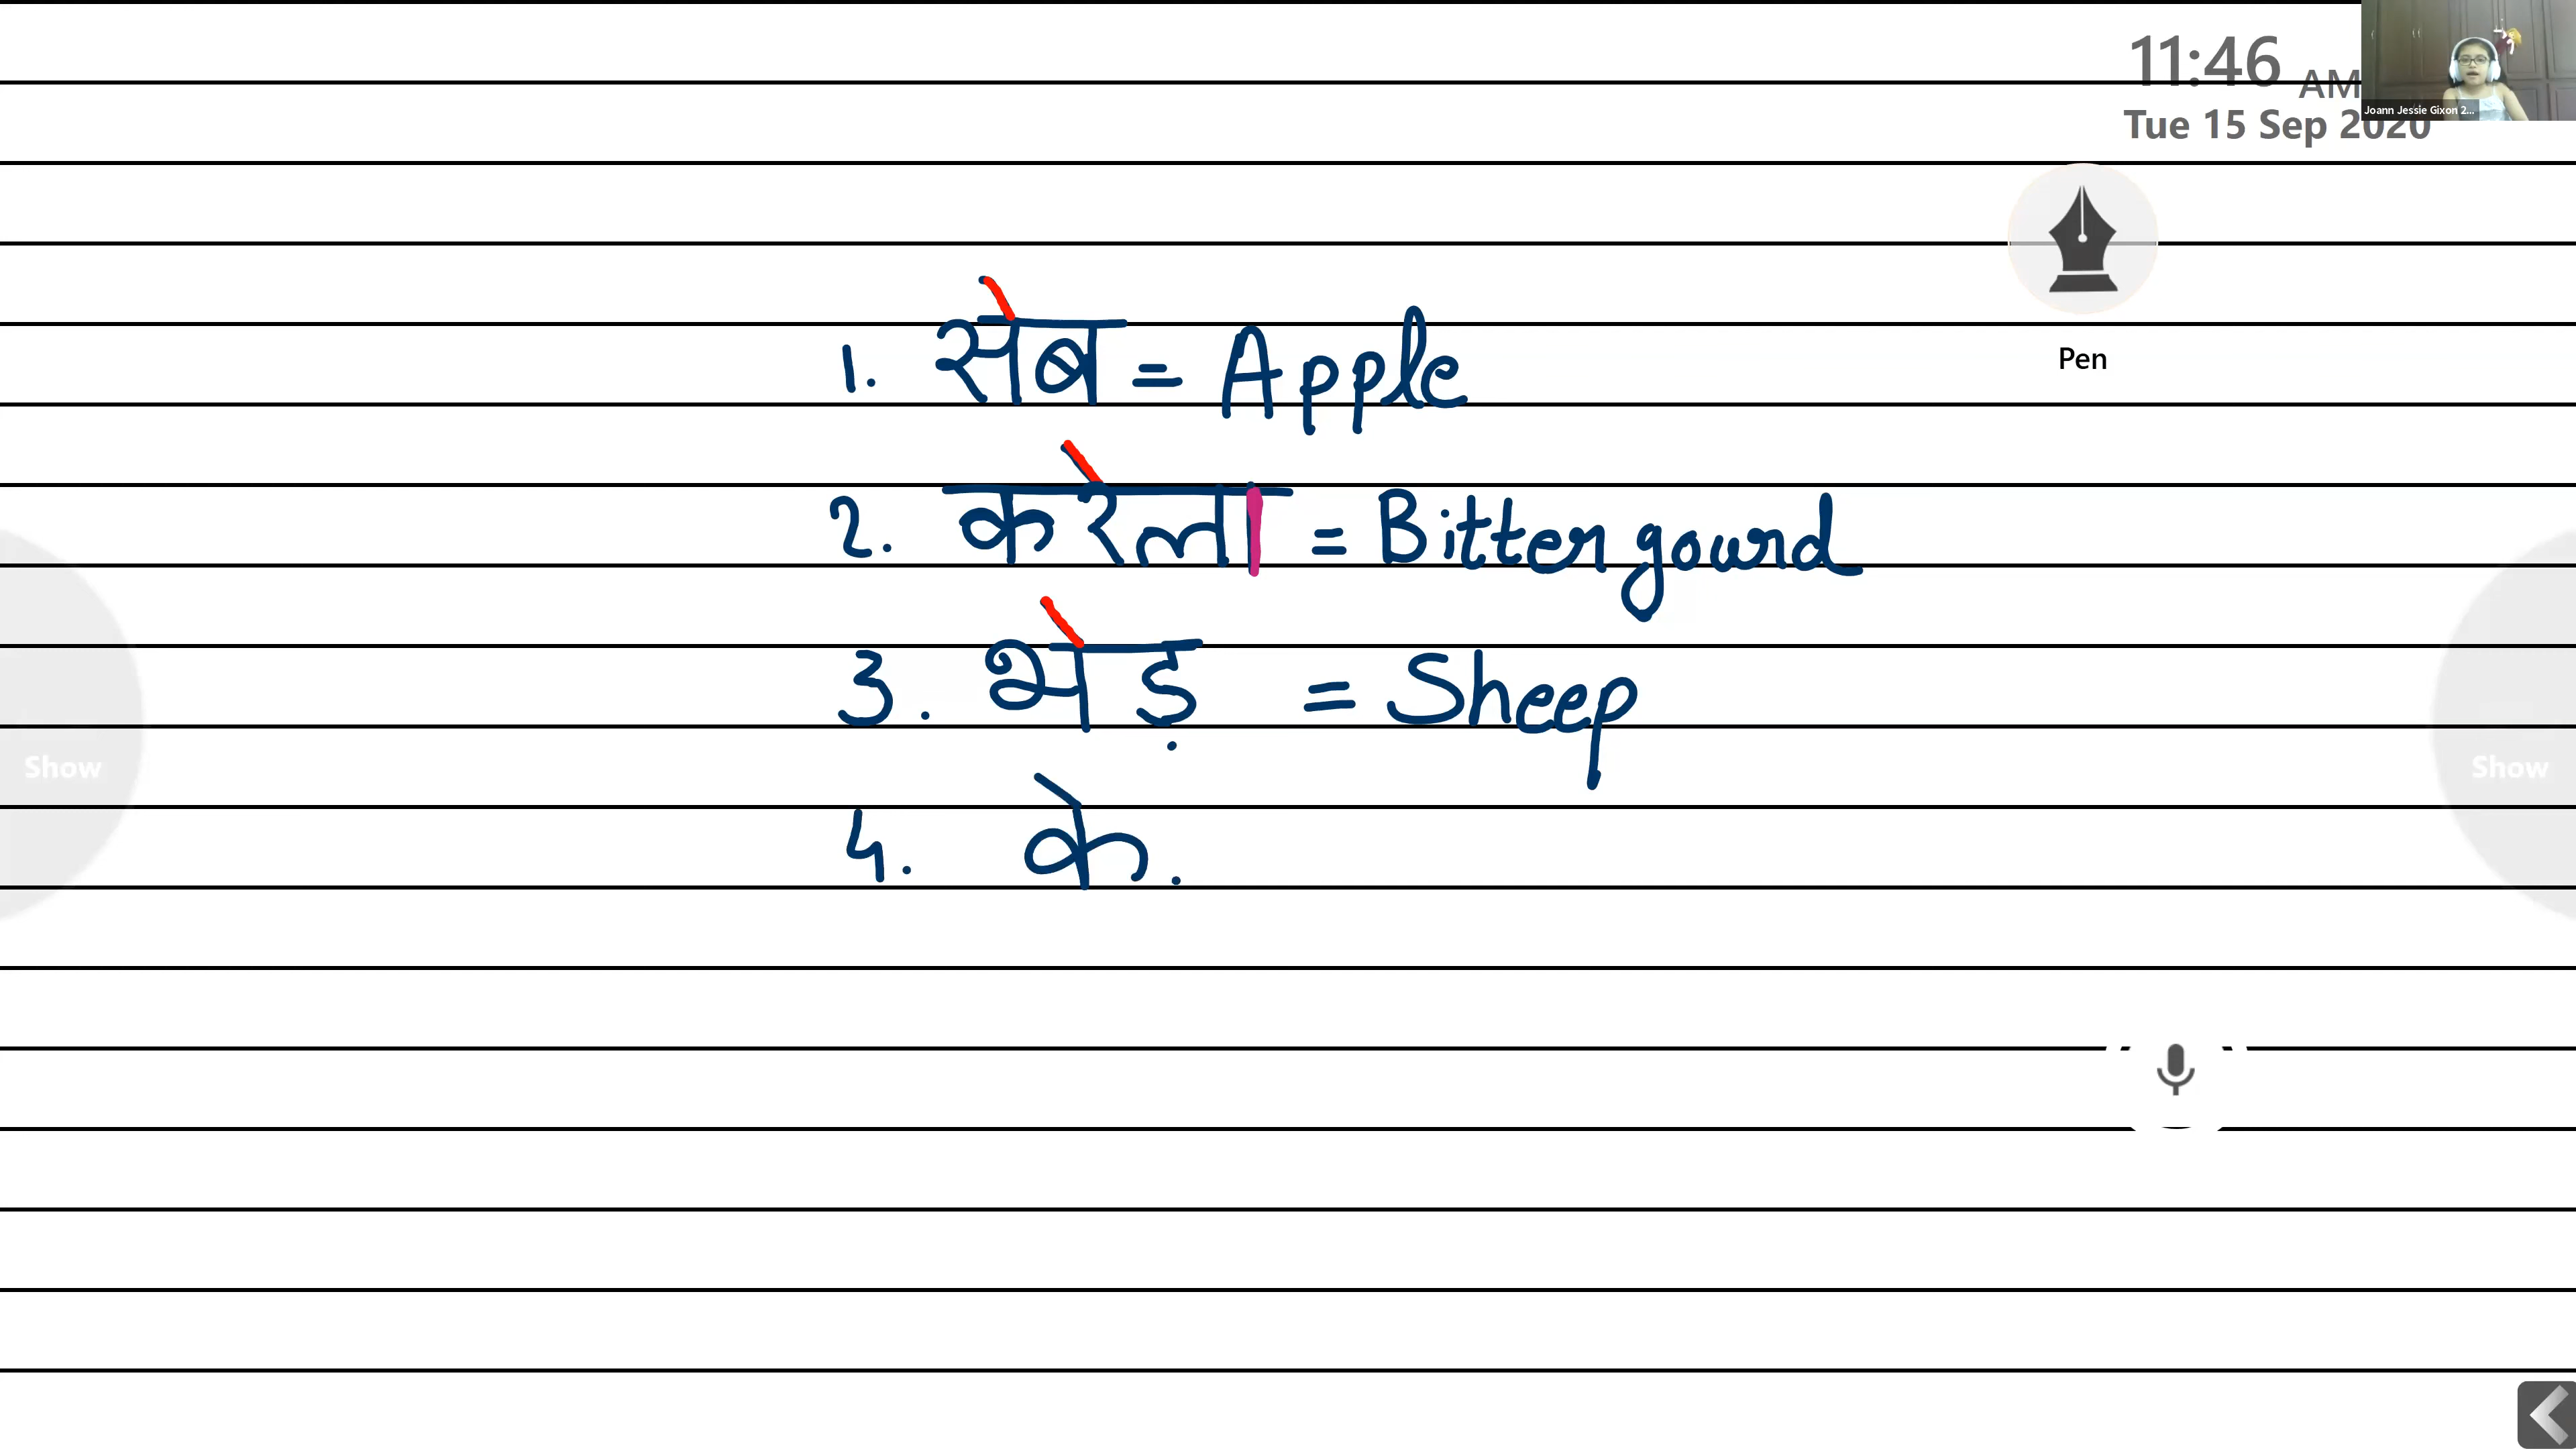 11:46 AM
Joann Jessie Gixon 2...
Tue 15 Sep 2020
Pen
1. सेब = Apple
2. करेला = Bitter gourd
3. भेड़ = Sheep
4. के.
Show
Show